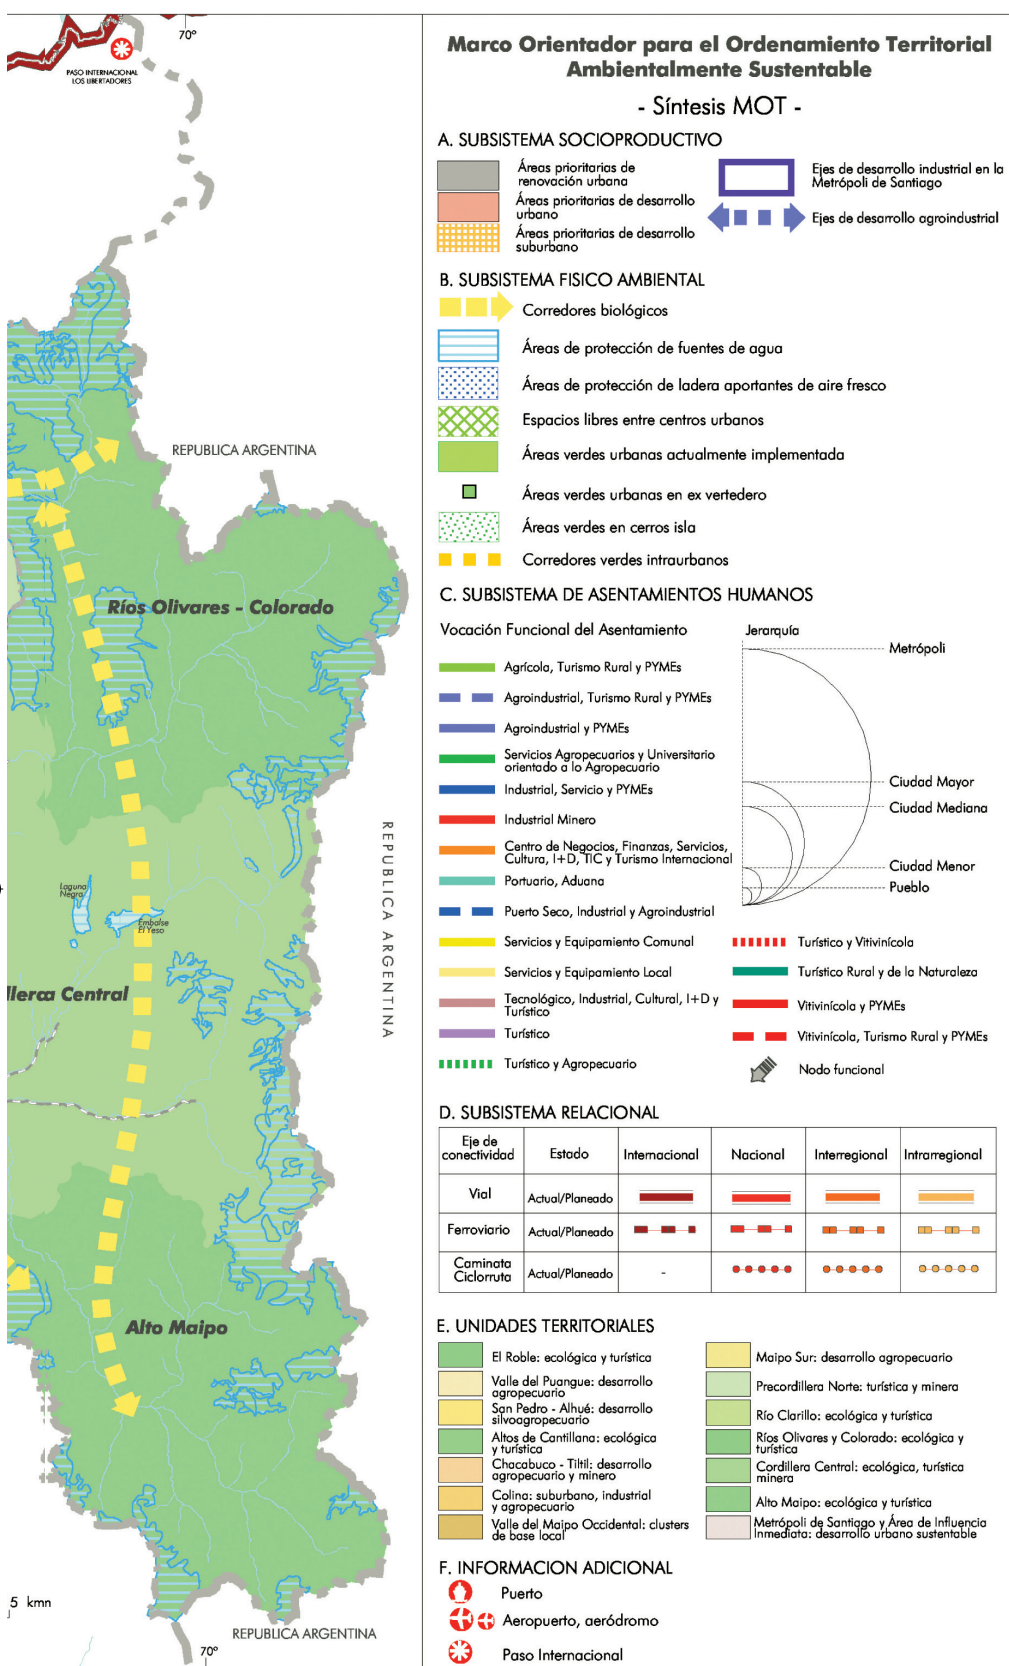 70°
PASO INTERNACIONAL
LOS LIBERTADORES
REPUBLICA ARGENTINA
Ríos Olivares - Colorado
REPUBLICA ARGENTINA
Laguna
Negra
Embalse
El Yeso
llerca Central
Alto Maipo
5 kmn
REPUBLICA ARGENTINA
70°
Marco Orientador para el Ordenamiento Territorial
Ambientalmente Sustentable
- Síntesis MOT -
A. SUBSISTEMA SOCIOPRODUCTIVO
Áreas prioritarias de
renovación urbana
Áreas prioritarias de desarrollo
urbano
Áreas prioritarias de desarrollo
suburbano
Ejes de desarrollo industrial en la
Metrópoli de Santiago
Ejes de desarrollo agroindustrial
B. SUBSISTEMA FISICO AMBIENTAL
Corredores biológicos
Áreas de protección de fuentes de agua
Áreas de protección de ladera aportantes de aire fresco
Espacios libres entre centros urbanos
Áreas verdes urbanas actualmente implementada
Áreas verdes urbanas en ex vertedero
Áreas verdes en cerros isla
Corredores verdes intraurbanos
C. SUBSISTEMA DE ASENTAMIENTOS HUMANOS
Vocación Funcional del Asentamiento
Agrícola, Turismo Rural y PYMEs
Agroindustrial, Turismo Rural y PYMEs
Agroindustrial y PYMEs
Servicios Agropecuarios y Universitario
orientado a lo Agropecuario
Industrial, Servicio y PYMEs
Industrial Minero
Centro de Negocios, Finanzas, Servicios,
Cultura, I+D, TIC y Turismo Internacional
Portuario, Aduana
Puerto Seco, Industrial y Agroindustrial
Servicios y Equipamiento Comunal
Servicios y Equipamiento Local
Tecnológico, Industrial, Cultural, I+D y
Turístico
Turístico
Turístico y Agropecuario
Jerarquía
Metrópoli
Ciudad Mayor
Ciudad Mediana
Ciudad Menor
Pueblo
Turístico y Vitivinícola
Turístico Rural y de la Naturaleza
Vitivinícola y PYMEs
Vitivinícola, Turismo Rural y PYMEs
Nodo funcional
D. SUBSISTEMA RELACIONAL
Eje de
conectividad
Estado
Internacional
Nacional
Interregional
Intrarregional
Vial
Actual/Planeado
Ferroviario
Actual/Planeado
Caminata
Ciclorruta
Actual/Planeado
-
E. UNIDADES TERRITORIALES
El Roble: ecológica y turística
Valle del Puangue: desarrollo
agropecuario
San Pedro - Alhué: desarrollo
silvoagropecuario
Altos de Cantillana: ecológica
y turística
Chacabuco - Tiltil: desarrollo
agropecuario y minero
Colina: suburbano, industrial
y agropecuario
Valle del Maipo Occidental: clusters
de base local
Maipo Sur: desarrollo agropecuario
Precordillera Norte: turística y minera
Río Clarillo: ecológica y turística
Ríos Olivares y Colorado: ecológica y
turística
Cordillera Central: ecológica, turística
minera
Alto Maipo: ecológica y turística
Metrópoli de Santiago y Área de Influencia
Inmediata: desarrollo urbano sustentable
F. INFORMACION ADICIONAL
Puerto
Aeropuerto, aeródromo
Paso Internacional